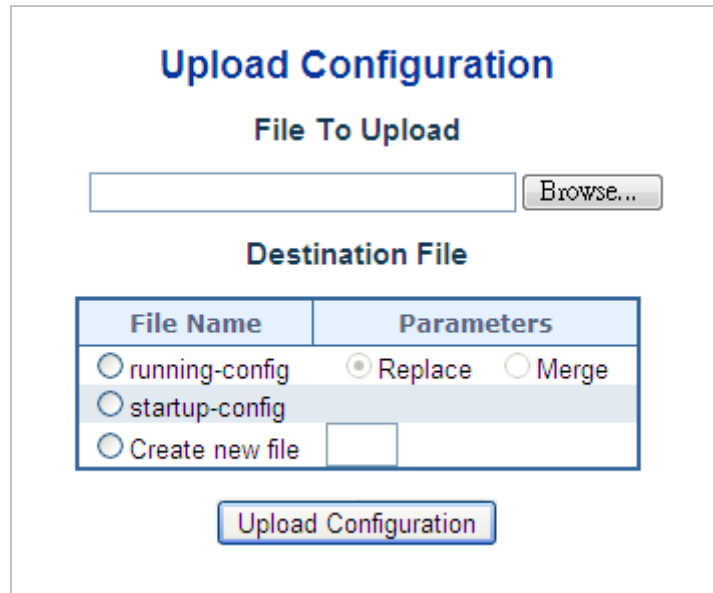 Upload Configuration
File To Upload
Browse...
Destination File
File Name Parameters
running-config Replace Merge
startup-config
Create new file
Upload Configuration